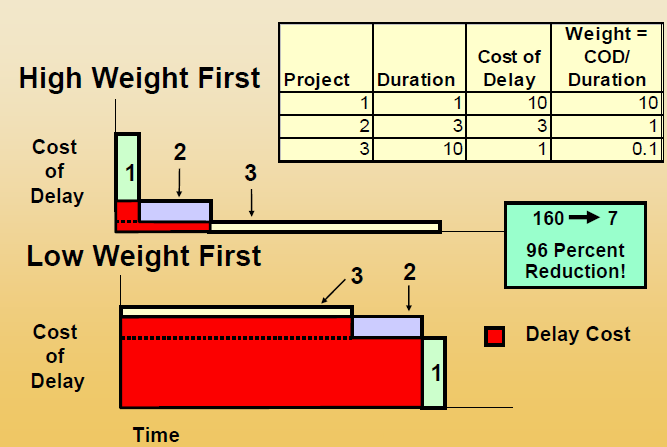 High Weight First
Project Duration Cost of Delay Weight = COD/ Duration
1 1 10 10
2 3 3 1
3 10 1 0.1
Cost
of
Delay
1
2
3
160 → 7
96 Percent
Reduction!
Low Weight First
3
2
Cost
of
Delay
1
Delay Cost
Time